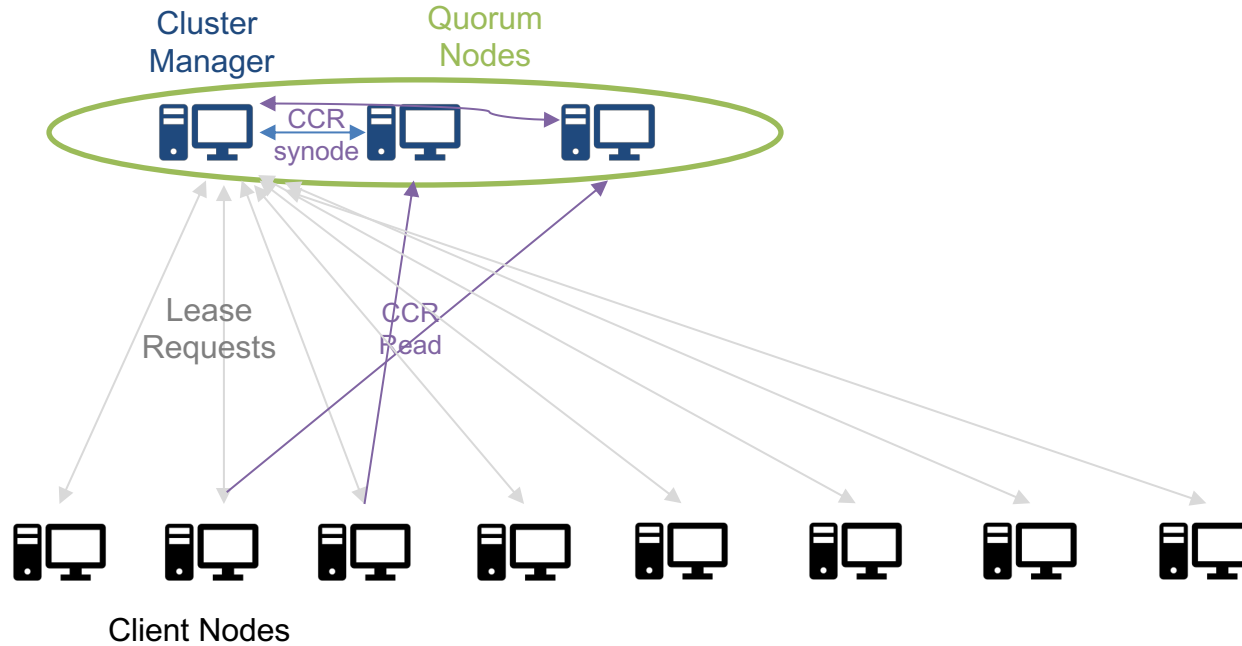 Cluster
Manager
Quorum
Nodes
CCR
synode
Lease
Requests
CCR
Read
Client Nodes